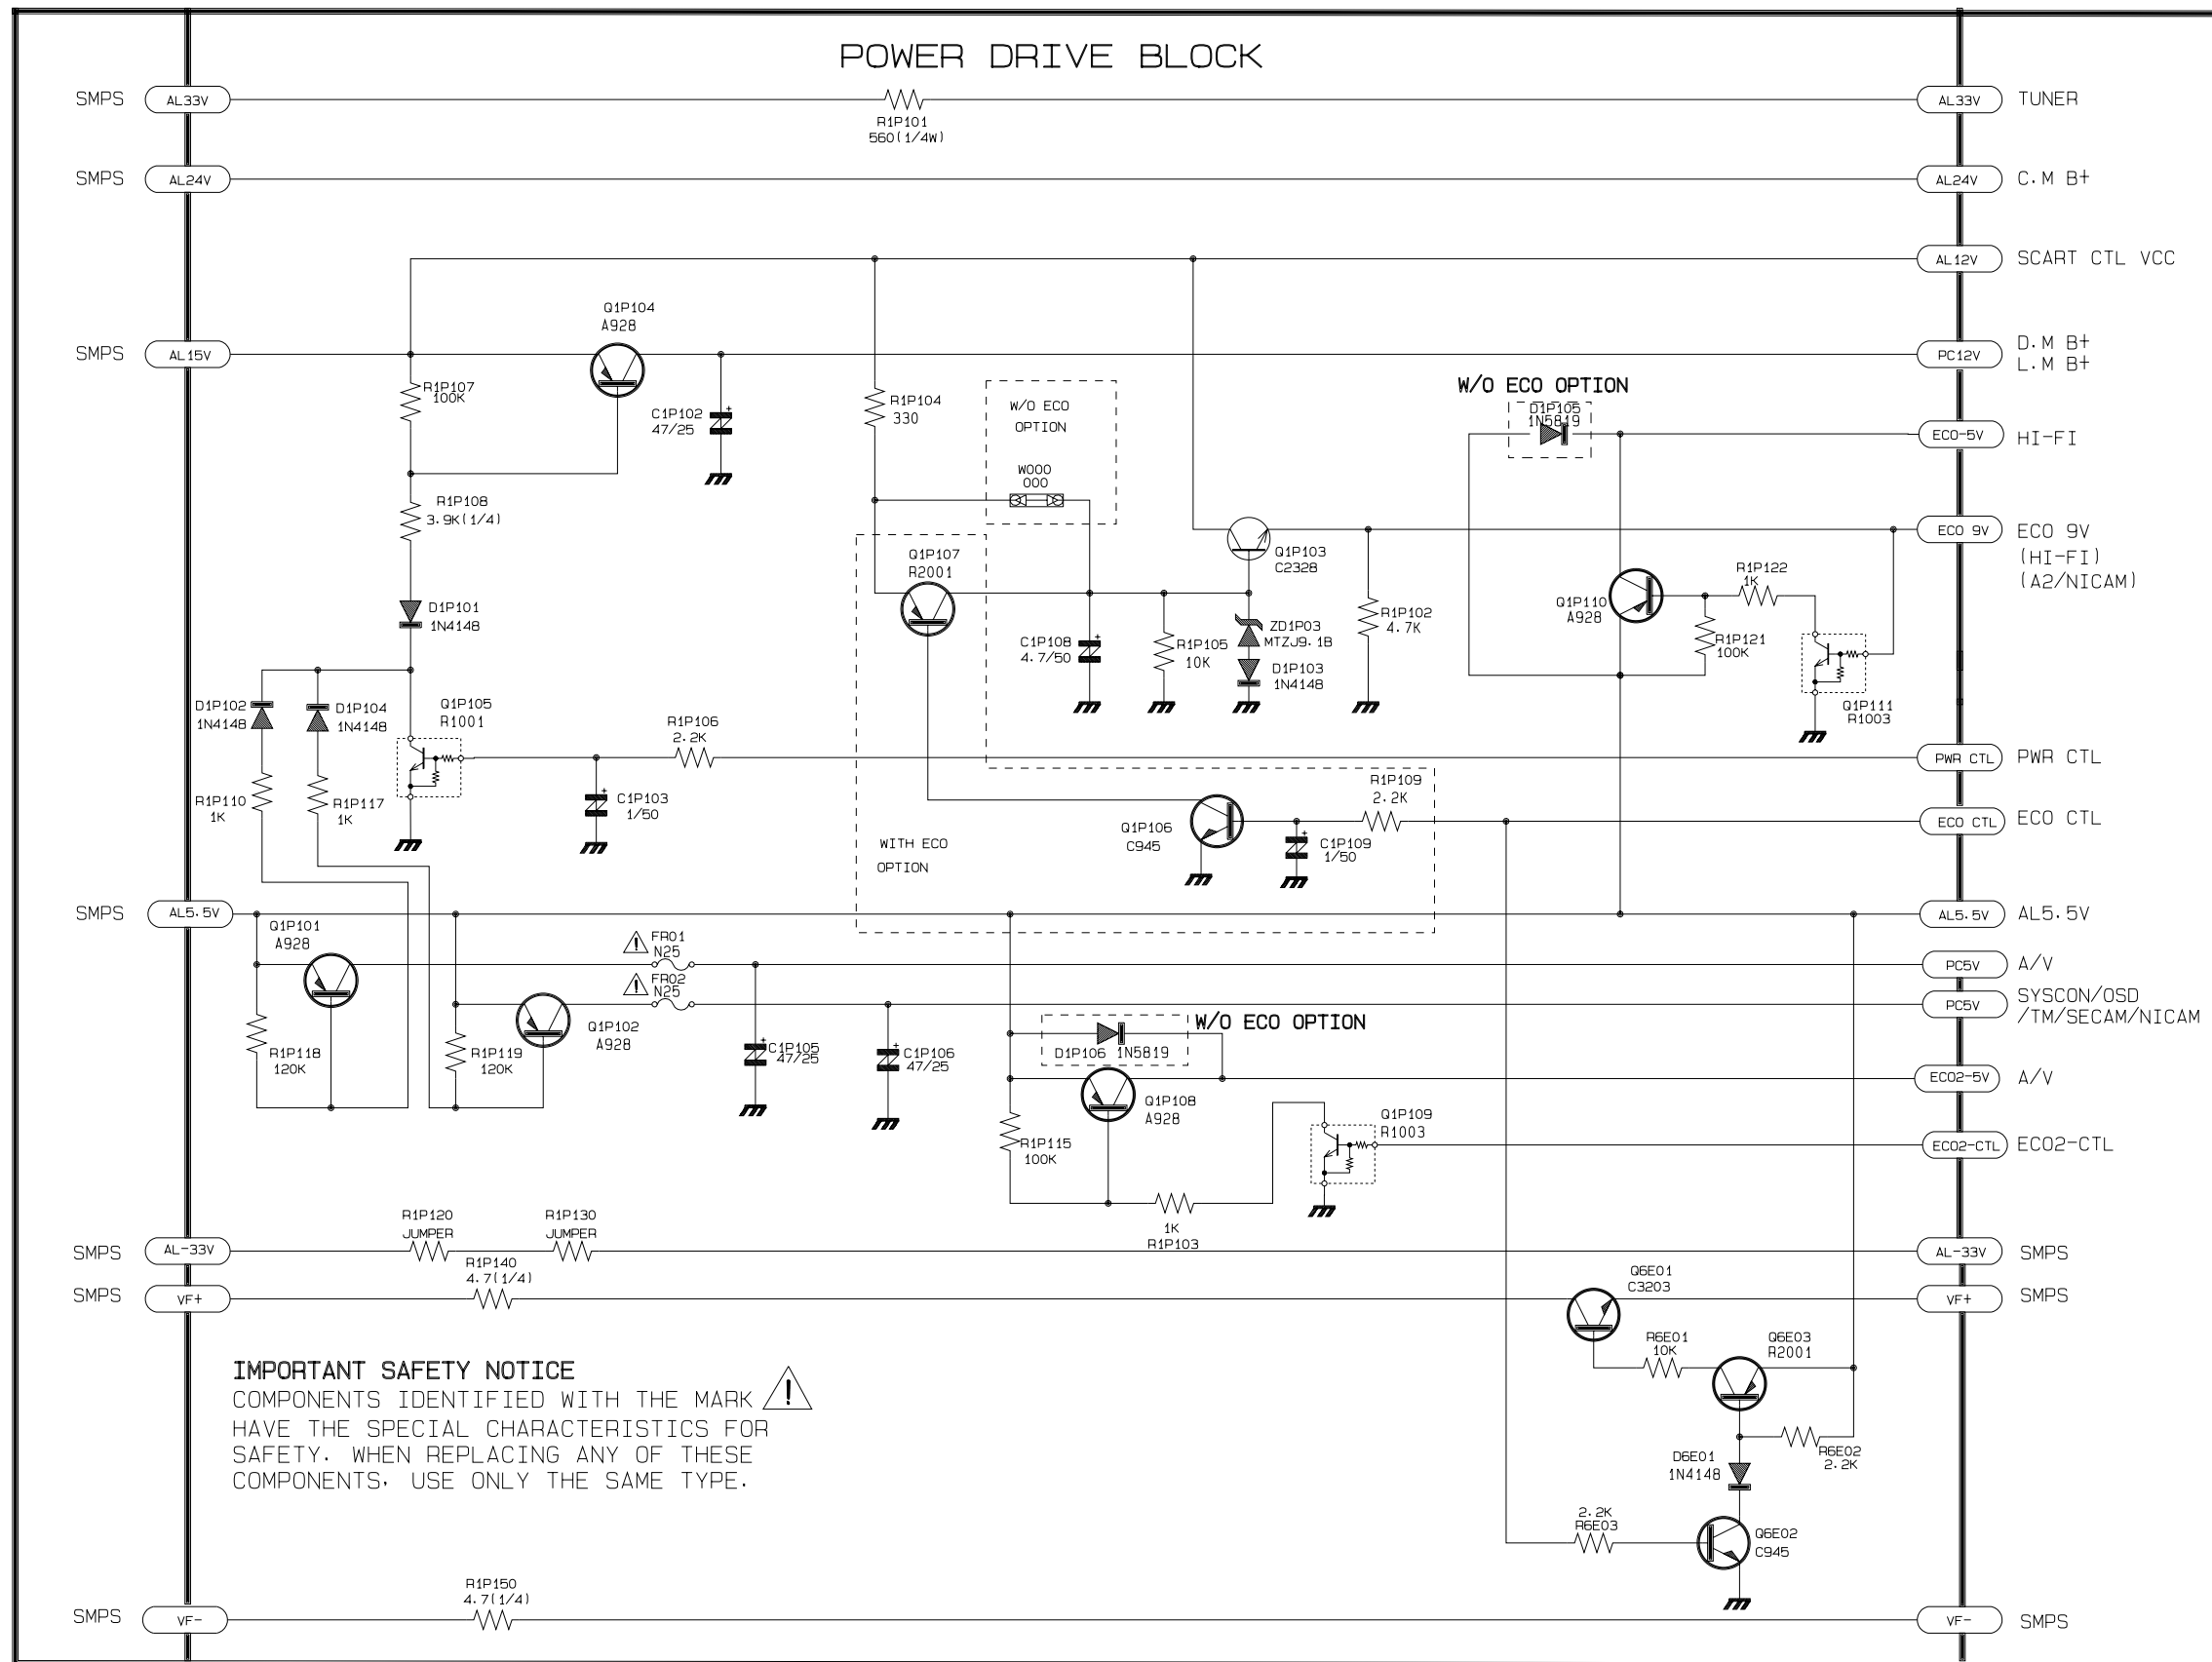 POWER DRIVE BLOCK
SMPS AL33V
R1P101
560(1/4W)
AL33V TUNER
SMPS AL24V
AL24V C.M B+
AL12V SCART CTL VCC
Q1P104
A928
SMPS AL15V
PC12V
D.M B+
L.M B+
R1P107
100K
C1P102
47/25
R1P104
330
W/O ECO
OPTION
W000
000
W/O ECO OPTION
D1P105
1N5819
ECO-5V HI-FI
R1P108
3.9K(1/4)
Q1P107
R2001
Q1P103
C2328
ECO 9V ECO 9V
(HI-FI)
(A2/NICAM)
D1P101
1N4148
C1P108
4.7/50
R1P105
10K
ZD1P03
MTZJ9.1B
D1P103
1N4148
R1P102
4.7K
Q1P110
A928
R1P122
1K
R1P121
100K
Q1P111
R1003
D1P102
1N4148
D1P104
1N4148
Q1P105
R1001
R1P106
2.2K
PWR CTL PWR CTL
R1P110
1K
R1P117
1K
C1P103
1/50
WITH ECO
OPTION
Q1P106
C945
R1P109
2.2K
C1P109
1/50
ECO CTL ECO CTL
SMPS AL5.5V
AL5.5V AL5.5V
Q1P101
A928
FR01
N25
! 
PC5V A/V
FR02
N25
!
PC5V
SYSCON/OSD
/TM/SECAM/NICAM
R1P118
120K
R1P119
120K
Q1P102
A928
C1P105
47/25
C1P106
47/25
W/O ECO OPTION
D1P106 1N5819
Q1P108
A928
ECO2-5V A/V
R1P115
100K
Q1P109
R1003
ECO2-CTL ECO2-CTL
1K
R1P103
SMPS AL-33V
R1P120
JUMPER
R1P130
JUMPER
AL-33V SMPS
R1P140
4.7(1/4)
SMPS VF+
Q6E01
C3203
VF+ SMPS
R6E01
10K
Q6E03
R2001
R6E02
2.2K
D6E01
1N4148
2.2K
R6E03
Q6E02
C945
IMPORTANT SAFETY NOTICE
COMPONENTS IDENTIFIED WITH THE MARK !
HAVE THE SPECIAL CHARACTERISTICS FOR
SAFETY. WHEN REPLACING ANY OF THESE
COMPONENTS, USE ONLY THE SAME TYPE.
R1P150
4.7(1/4)
SMPS VF-
VF- SMPS